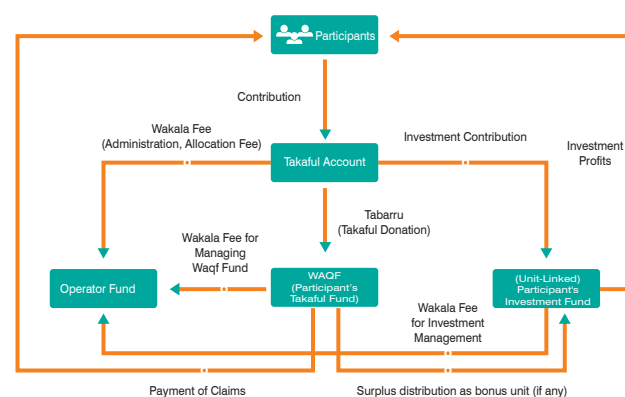 Participants
Contribution
Wakala Fee
(Administration, Allocation Fee)
Investment Contribution
Investment
Profits
Takaful Account
Tabarru
(Takaful Donation)
Wakala Fee for
Managing
Waqf Fund
Operator Fund
WAQF
(Participant's
Takaful Fund)
(Unit-Linked)
Participant's
Investment Fund
Wakala Fee
for Investment
Management
Payment of Claims
Surplus distribution as bonus unit (if any)